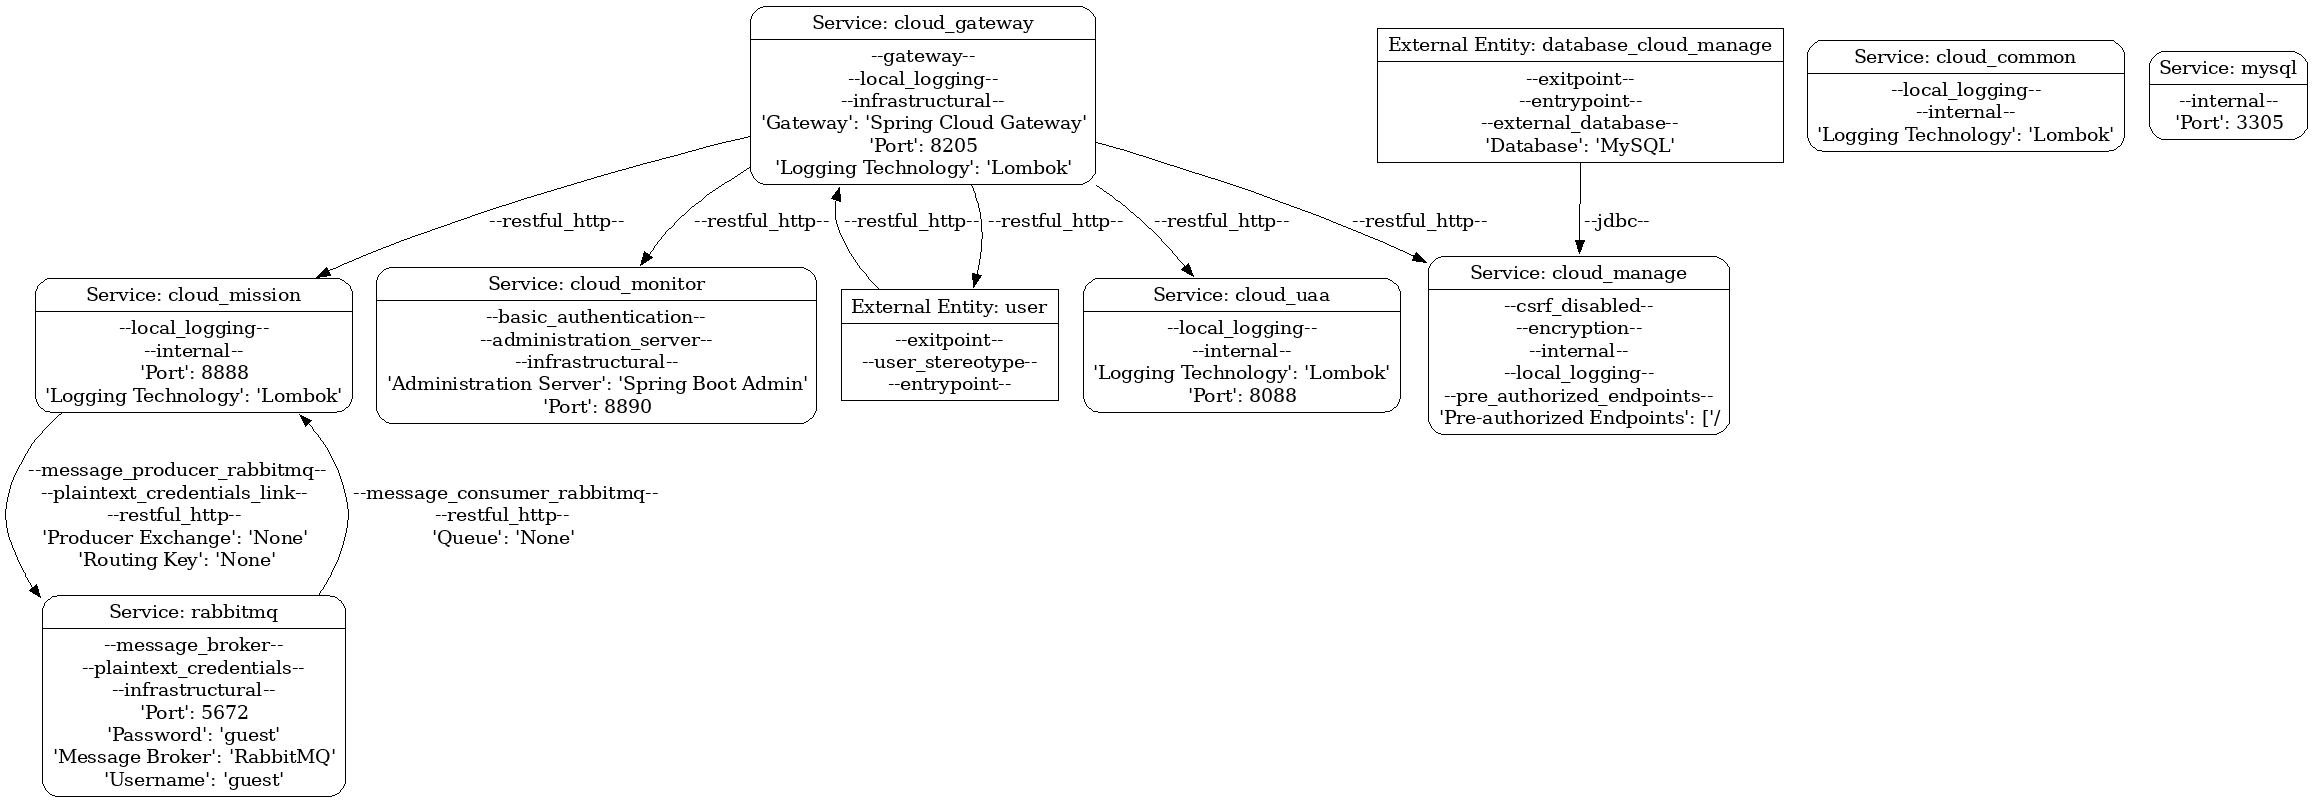 Service: cloud_gateway
--gateway--
--local_logging--
--infrastructural--
'Gateway': 'Spring Cloud Gateway'
'Port': 8205
'Logging Technology': 'Lombok'
External Entity: database_cloud_manage
--exitpoint--
--entrypoint--
--external_database--
'Database': 'MySQL'
Service: cloud_common
--local_logging--
--internal--
'Logging Technology': 'Lombok'
Service: mysql
--internal--
'Port': 3305
--restful_http--
--restful_http--
--restful_http--
--restful_http--
--restful_http--
--restful_http--
--jdbc--
Service: cloud_mission
--local_logging--
--internal--
'Port': 8888
'Logging Technology': 'Lombok'
Service: cloud_monitor
--basic_authentication--
--administration_server--
--infrastructural--
'Administration Server': 'Spring Boot Admin'
'Port': 8890
External Entity: user
--exitpoint--
--user_stereotype--
--entrypoint--
Service: cloud_uaa
--local_logging--
--internal--
'Logging Technology': 'Lombok'
'Port': 8088
Service: cloud_manage
--csrf_disabled--
--encryption--
--internal--
--local_logging--
--pre_authorized_endpoints--
'Pre-authorized Endpoints': ['/
--message_producer_rabbitmq--
--plaintext_credentials_link--
--restful_http--
'Producer Exchange': 'None'
'Routing Key': 'None'
--message_consumer_rabbitmq--
--restful_http--
'Queue': 'None'
Service: rabbitmq
--message_broker--
--plaintext_credentials--
--infrastructural--
'Port': 5672
'Password': 'guest'
'Message Broker': 'RabbitMQ'
'Username': 'guest'